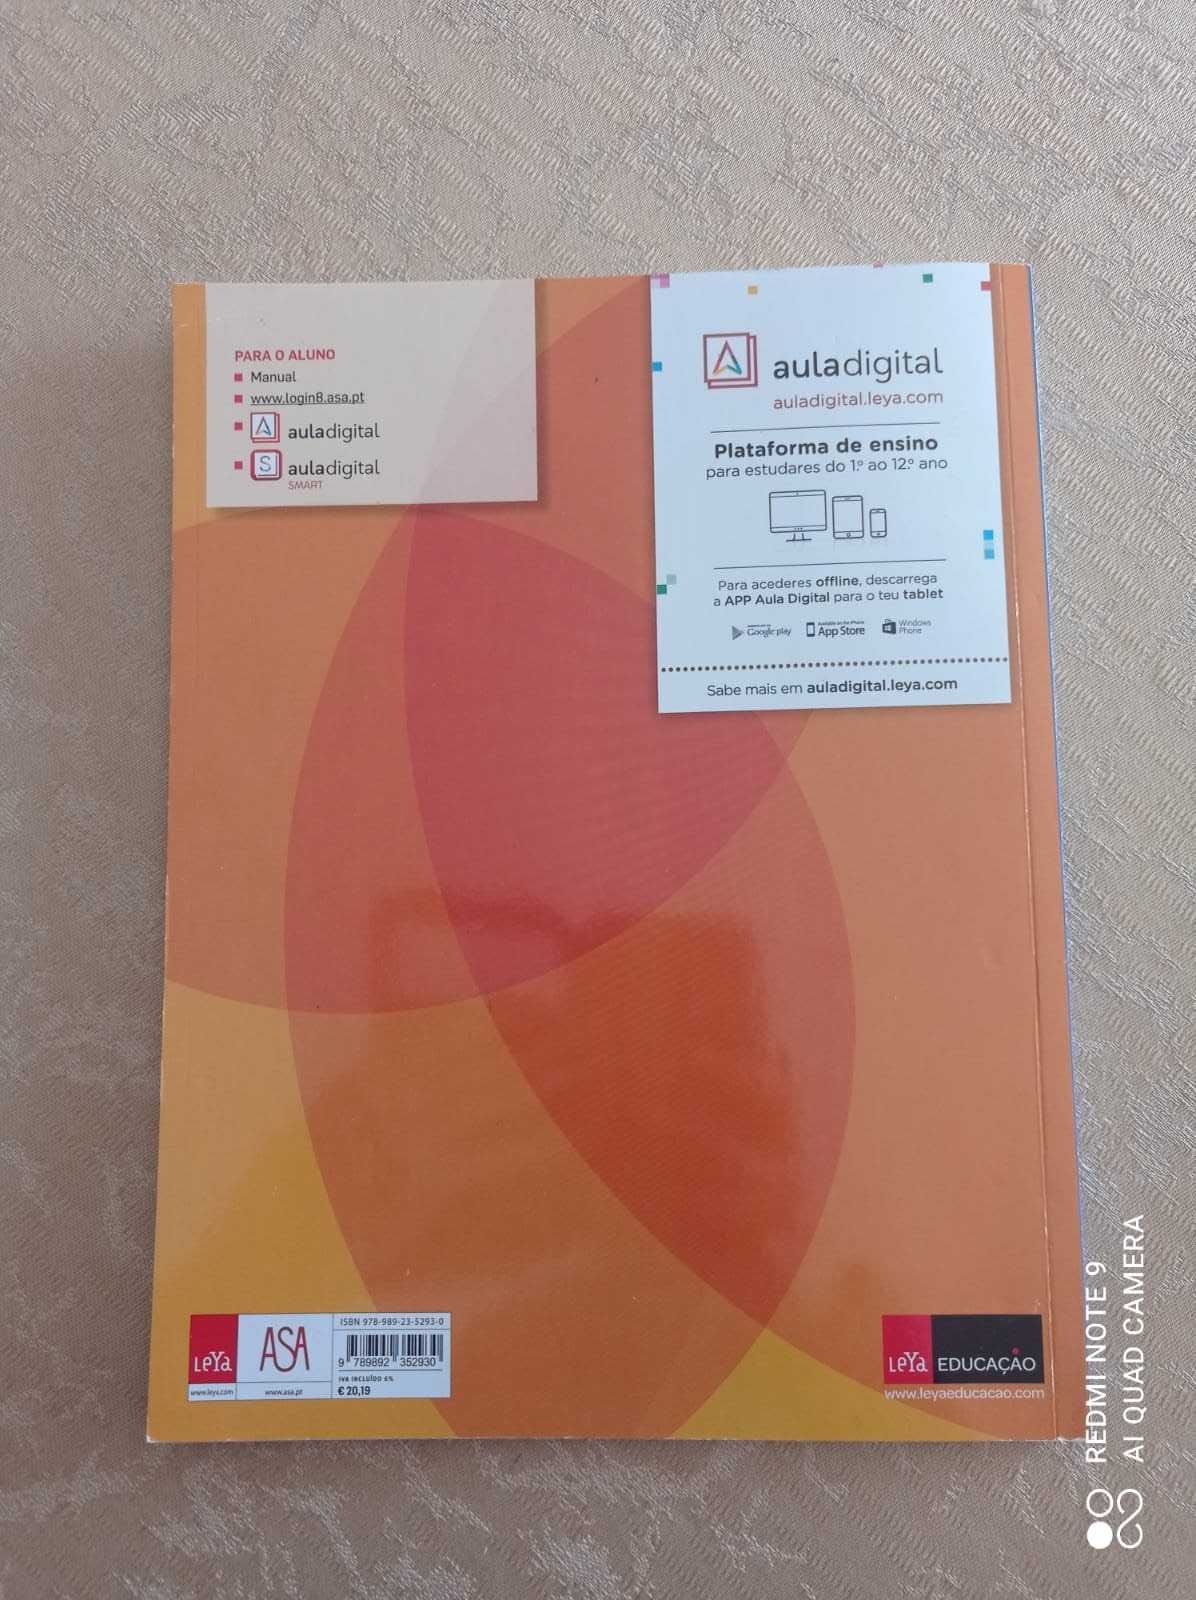 PARA O ALUNO
Manual
www.login8.asa.pt
auladigital
S auladigital
SMART
auladigital
auladigital.leya.com
Plataforma de ensino
para estudares do 1.º ao 12.º ano
Para acederes offline, descarrega
a APP Aula Digital para o teu tablet
Google play
App Store
Windows
Phone
Sabe mais em auladigital.leya.com
LeYa
www.leya.com
ASA
www.asa.pt
ISBN 978-989-23-5293-0
9 789892 352930
IVA INCLUÍDO 6%
€ 20,19
LeYa EDUCAÇÃO
www.leyaeducacao.com
REDMI NOTE 9
AI QUAD CAMERA